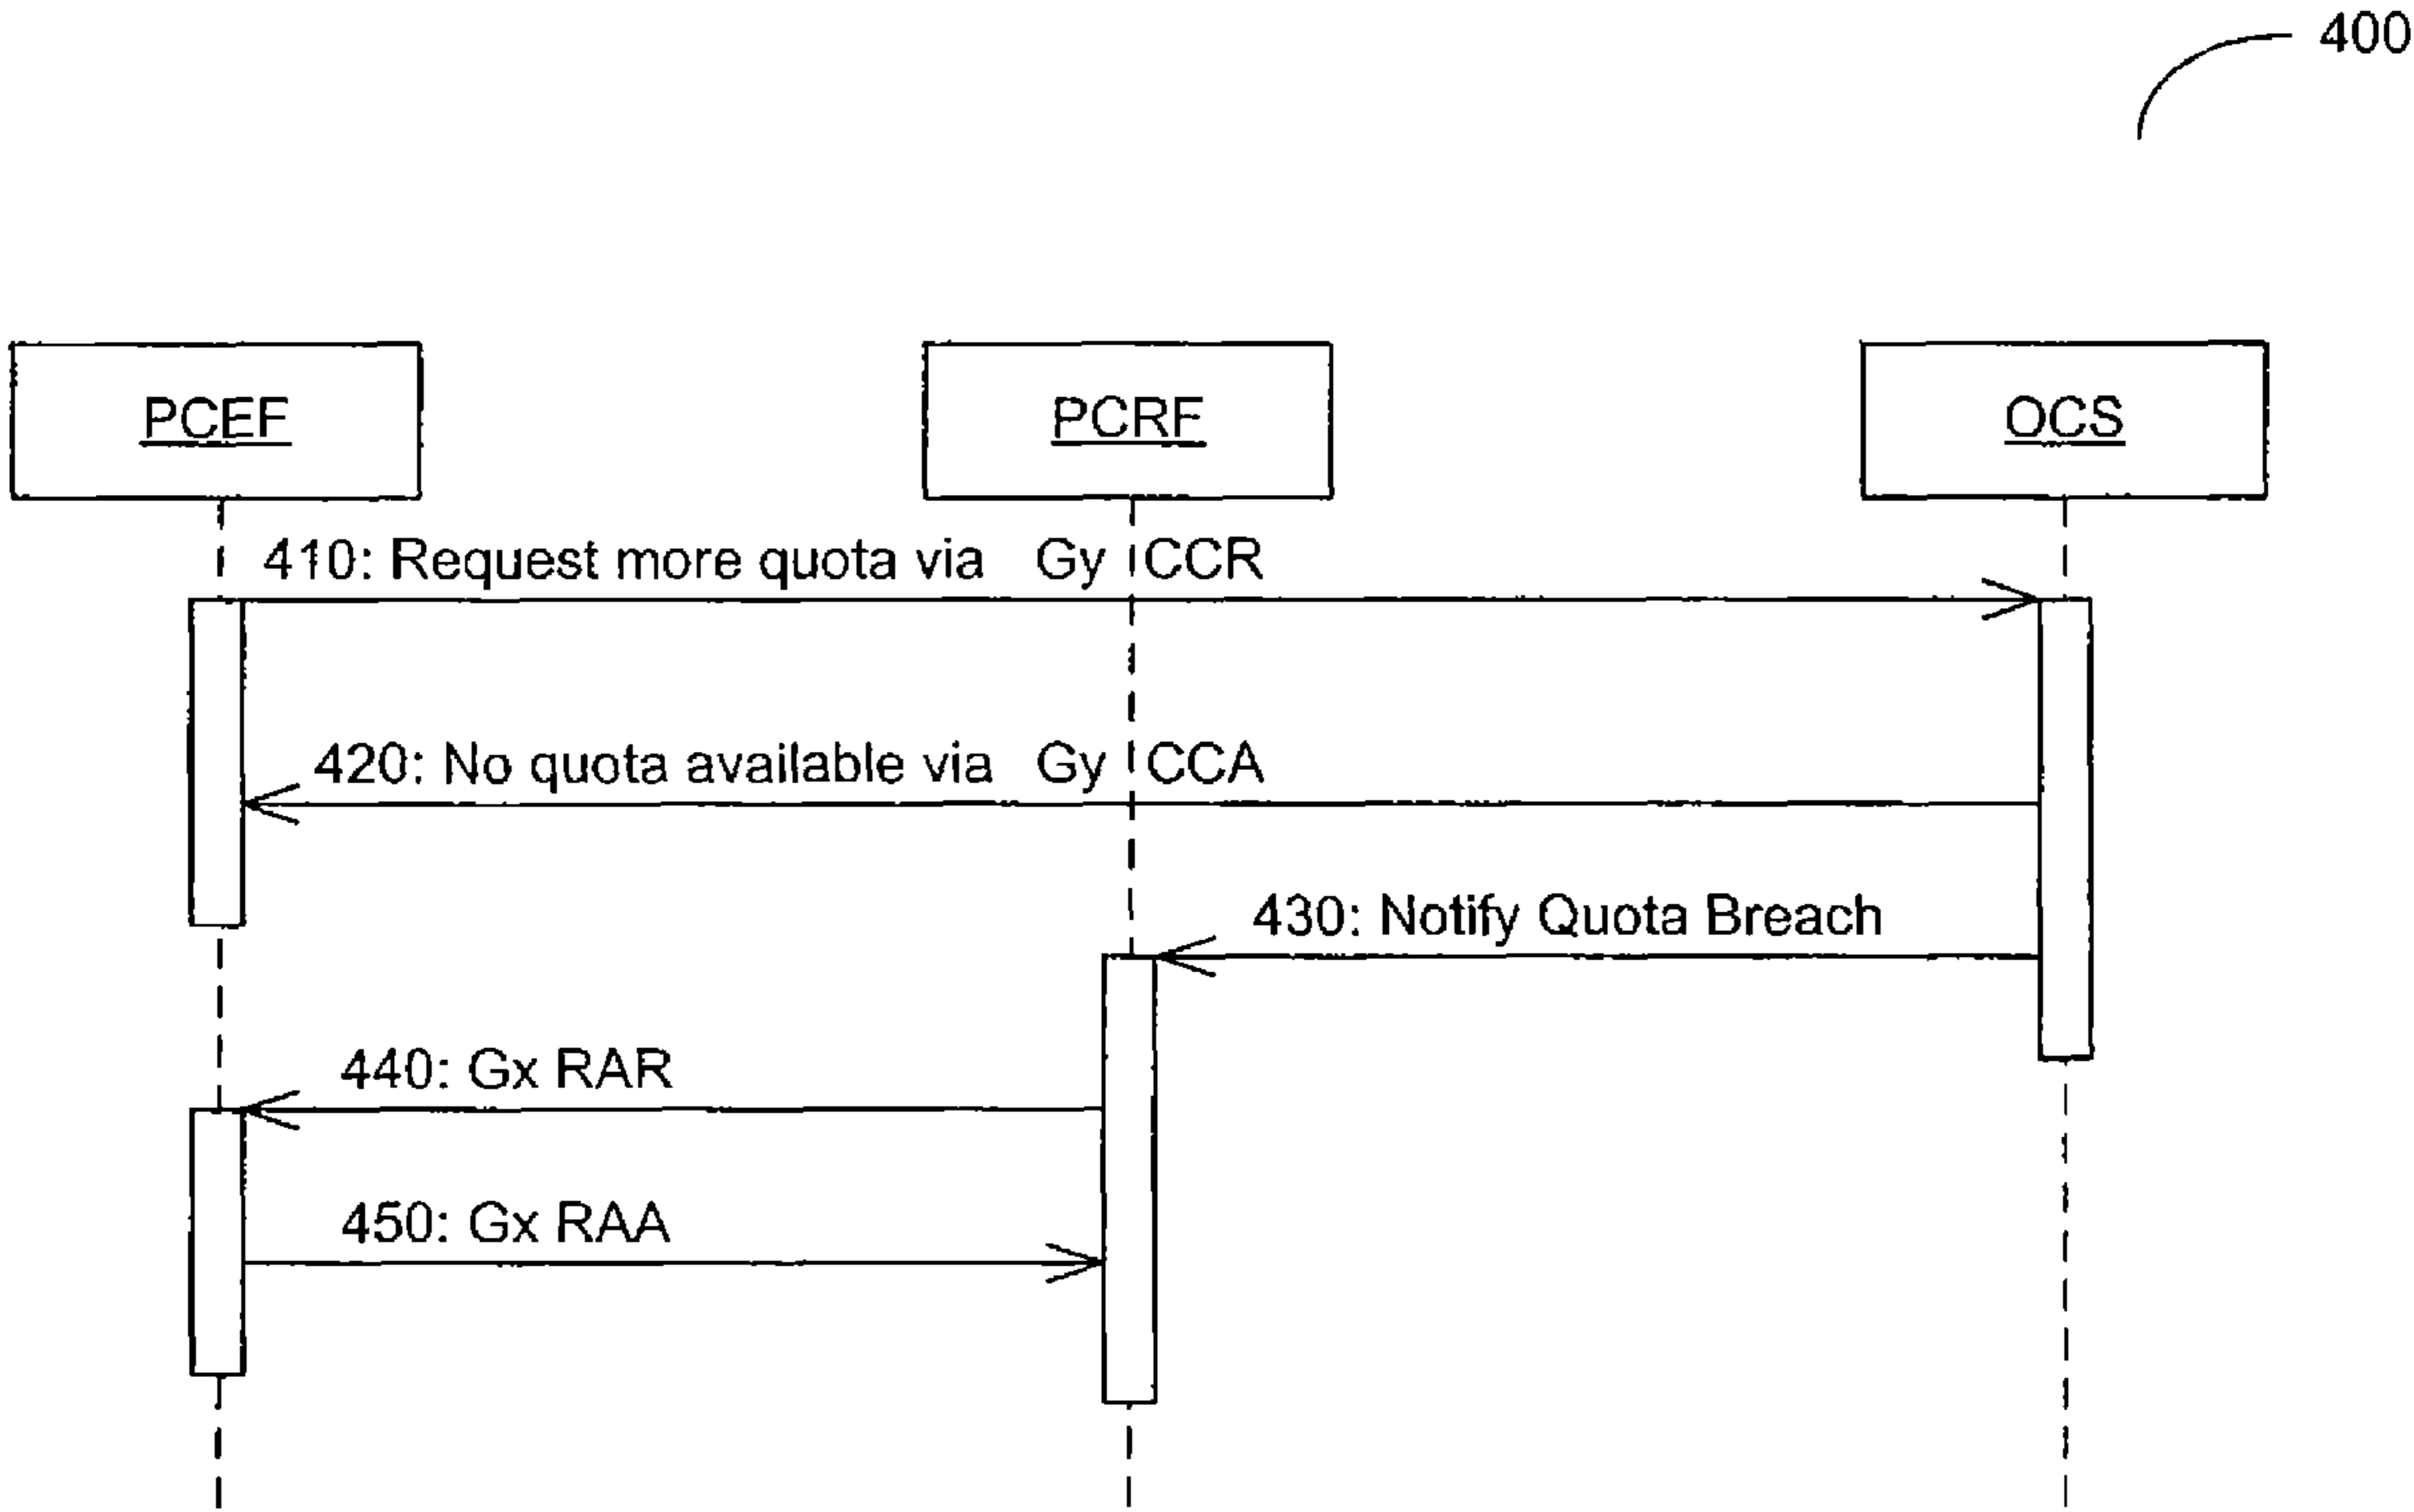 400
PCEF
PCRF
OCS
410: Request more quota via Gy CCR
420: No quota available via Gy CCA
430: Notify Quota Breach
440: Gx RAR
450: Gx RAA